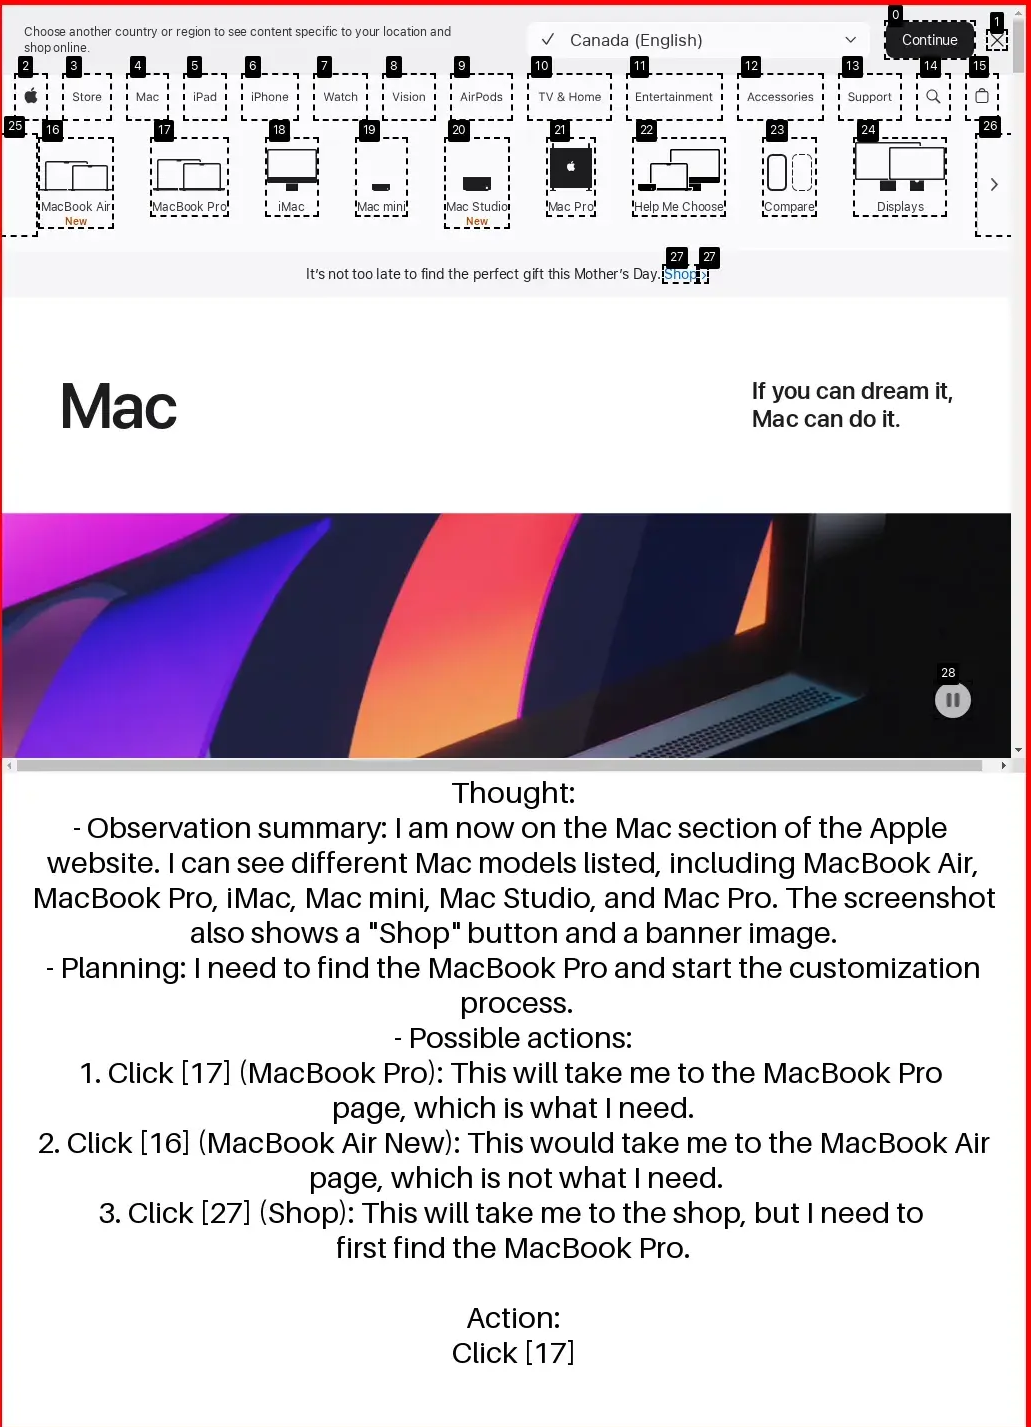 Choose another country or region to see content specific to your location and
shop online.
Canada (English)
0
Continue
1
2
3
4
5
6
7
8
9
10
11
12
13
14
15
Store
Mac
iPad
iPhone
Watch
Vision
AirPods
TV & Home
Entertainment
Accessories
Support
25
16
17
18
19
20
21
22
23
24
26
MacBook Air
New
MacBook Pro
iMac
Mac mini
Mac Studio
New
Mac Pro
Help Me Choose
Compare
Displays
27
27
It's not too late to find the perfect gift this Mother's Day. Shop >
Mac
If you can dream it,
Mac can do it.
28
Thought:
- Observation summary: I am now on the Mac section of the Apple
website. I can see different Mac models listed, including MacBook Air,
MacBook Pro, iMac, Mac mini, Mac Studio, and Mac Pro. The screenshot
also shows a "Shop" button and a banner image.
- Planning: I need to find the MacBook Pro and start the customization
process.
- Possible actions:
1. Click [17] (MacBook Pro): This will take me to the MacBook Pro
page, which is what I need.
2. Click [16] (MacBook Air New): This would take me to the MacBook Air
page, which is not what I need.
3. Click [27] (Shop): This will take me to the shop, but I need to
first find the MacBook Pro.
Action:
Click [17]